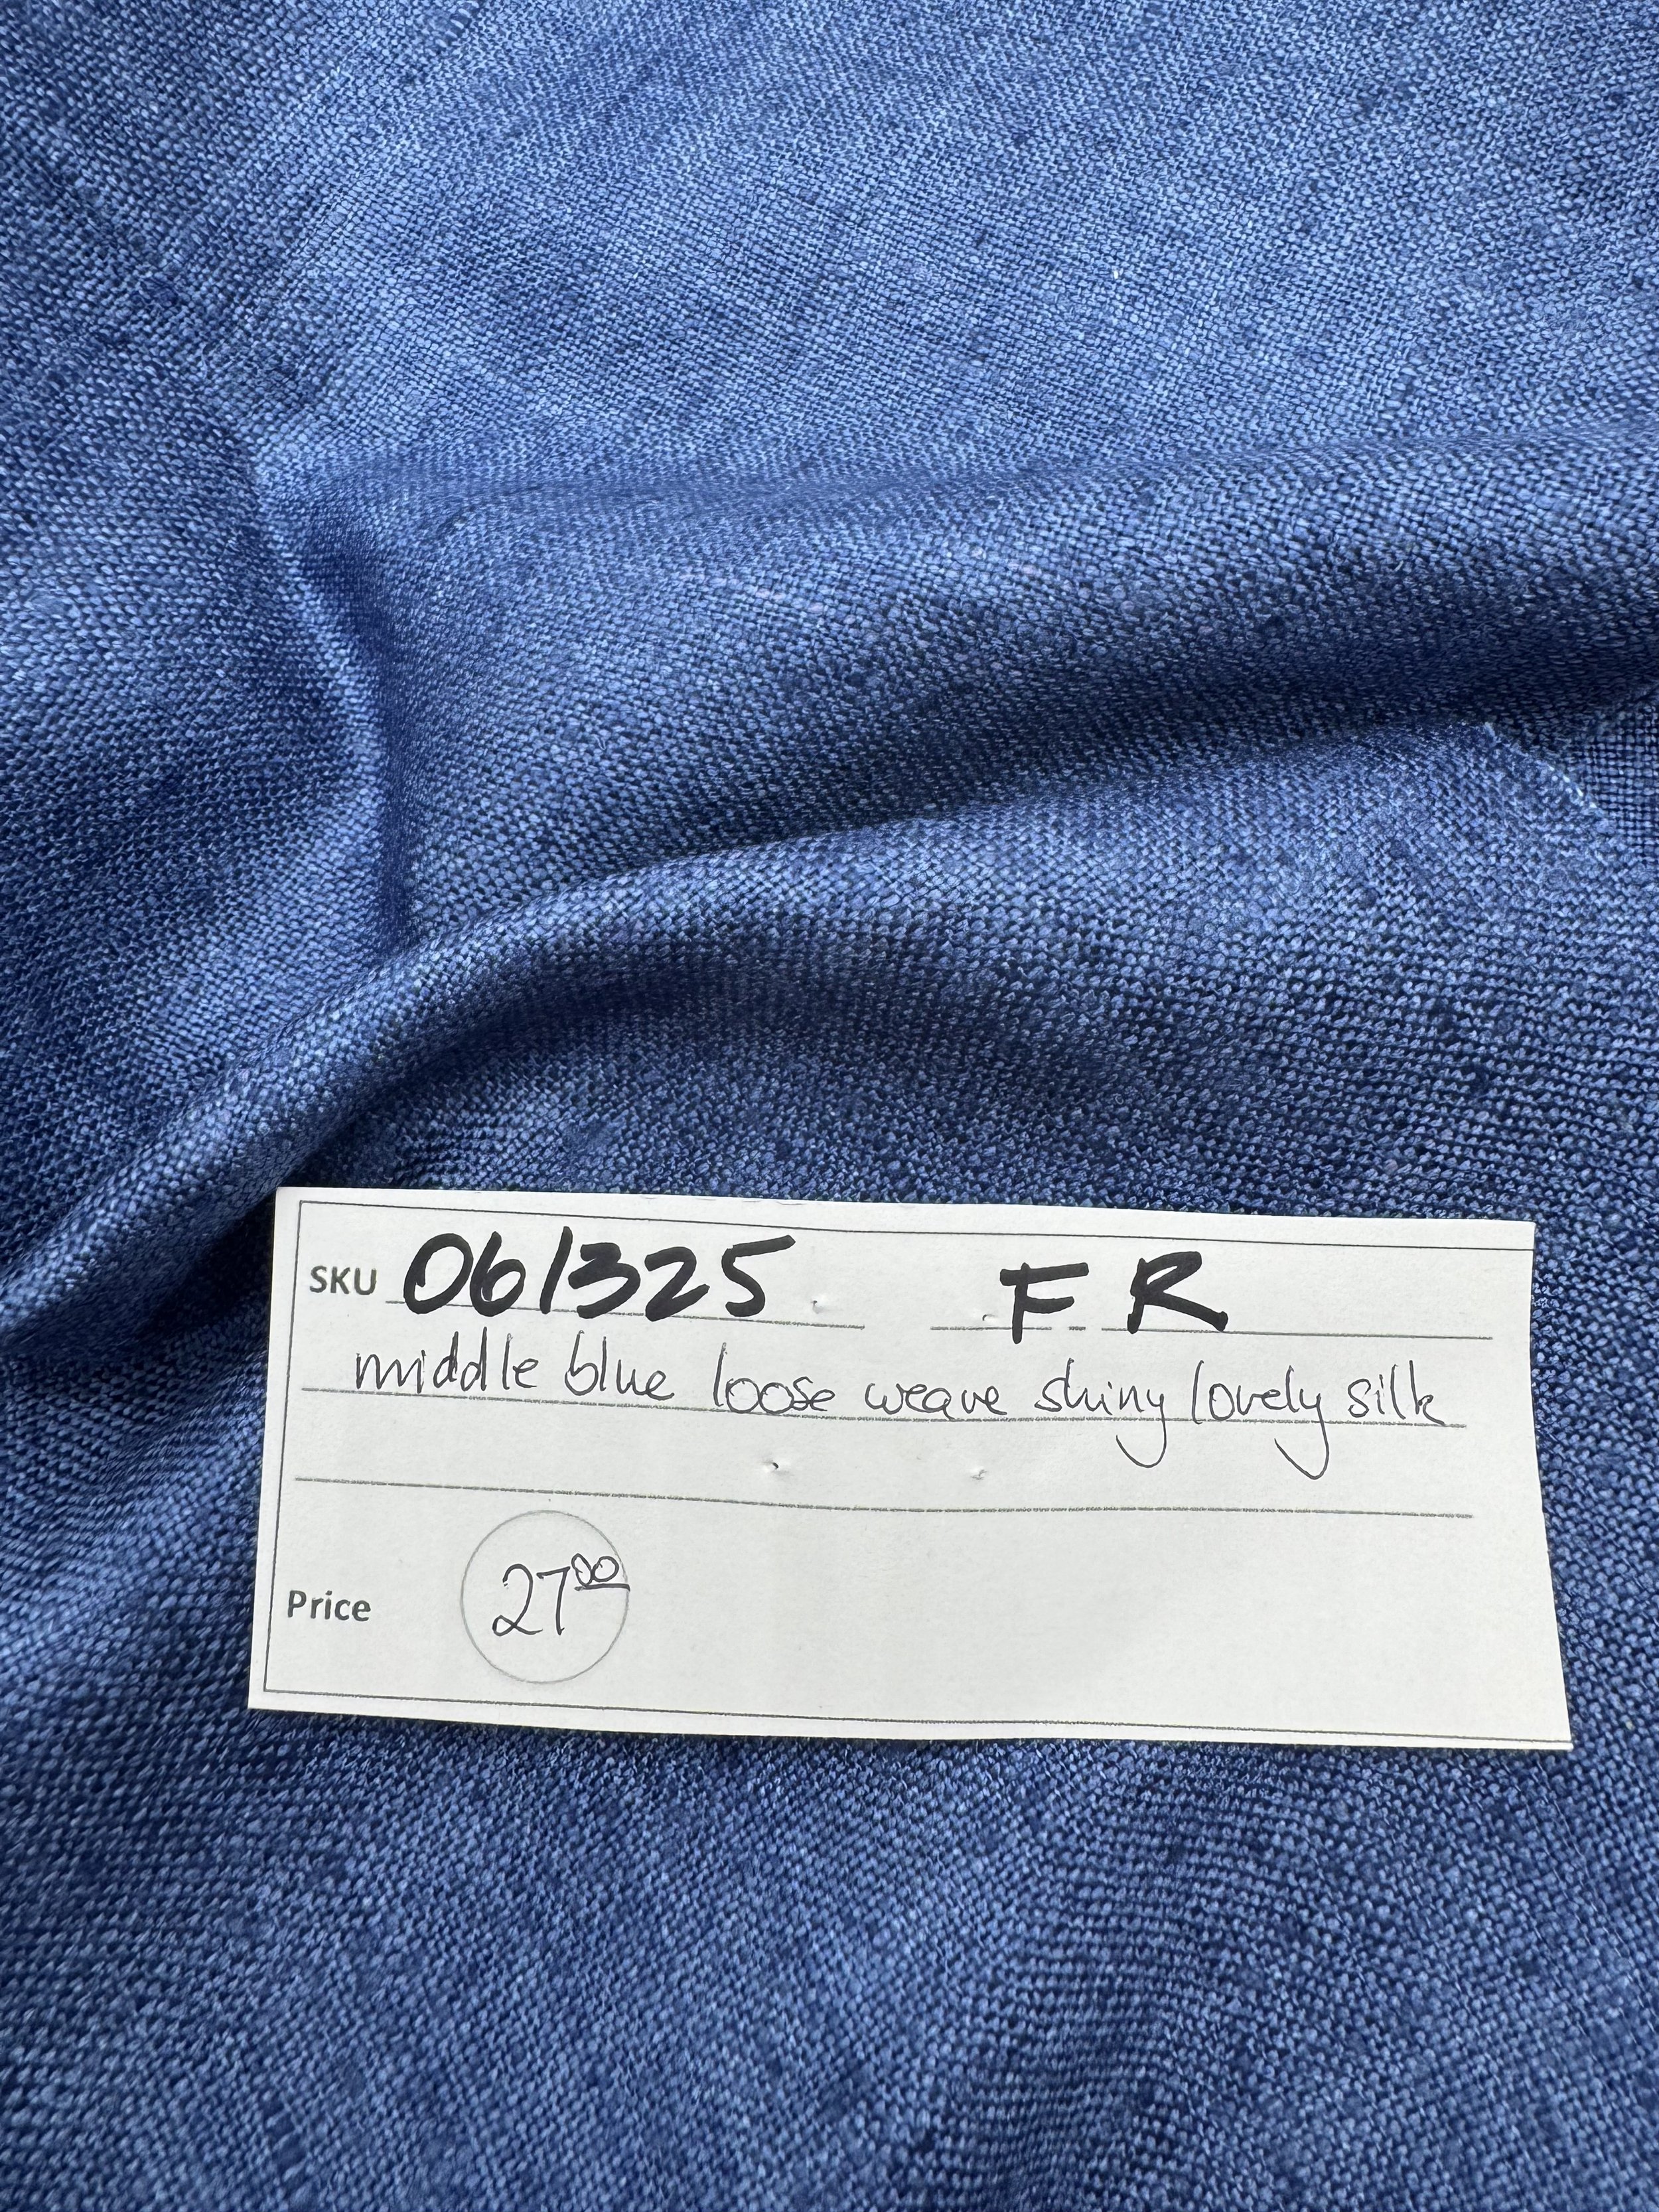 SKU 061325 FR
middle blue loose weave shiny lovely silk
Price 27 00